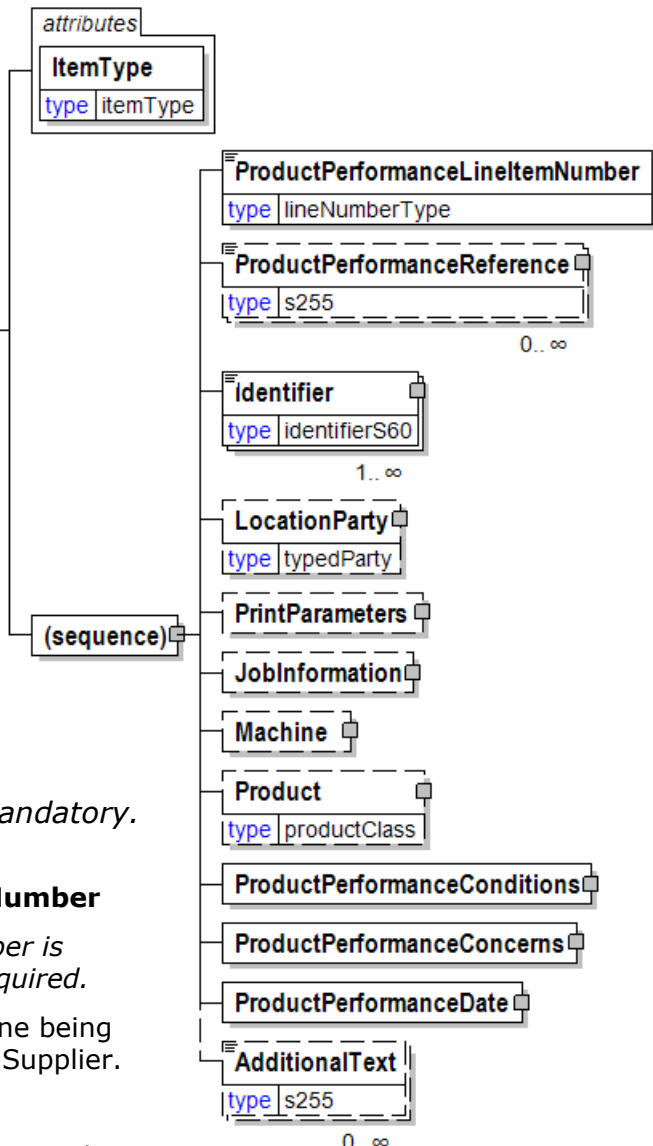 attributes
ItemType
type itemType
ProductPerformanceLineItemNumber
type lineNumberType
ProductPerformanceReference
type s255
0.. ∞
Identifier
type identifierS60
1.. ∞
LocationParty
type typedParty
PrintParameters
(sequence)
JobInformation
Machine
Product
type productClass
andatory.
ProductPerformanceConditions
umber
ProductPerformanceConcerns
er is
quired.
ProductPerformanceDate
ne being
Supplier.
AdditionalText
type s255
0.. ∞